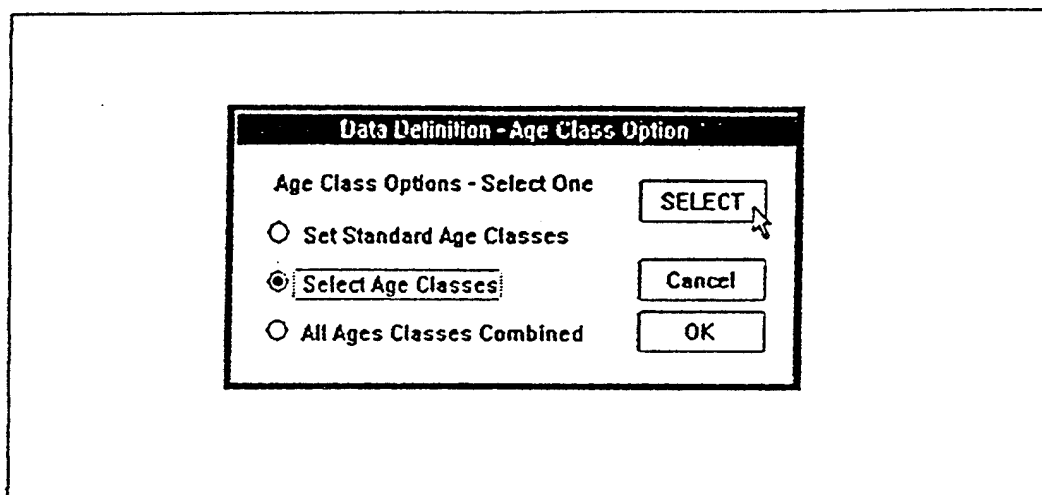 Data Definition - Age Class Option
Age Class Options - Select One
SELECT
Set Standard Age Classes
Select Age Classes
Cancel
All Ages Classes Combined
OK